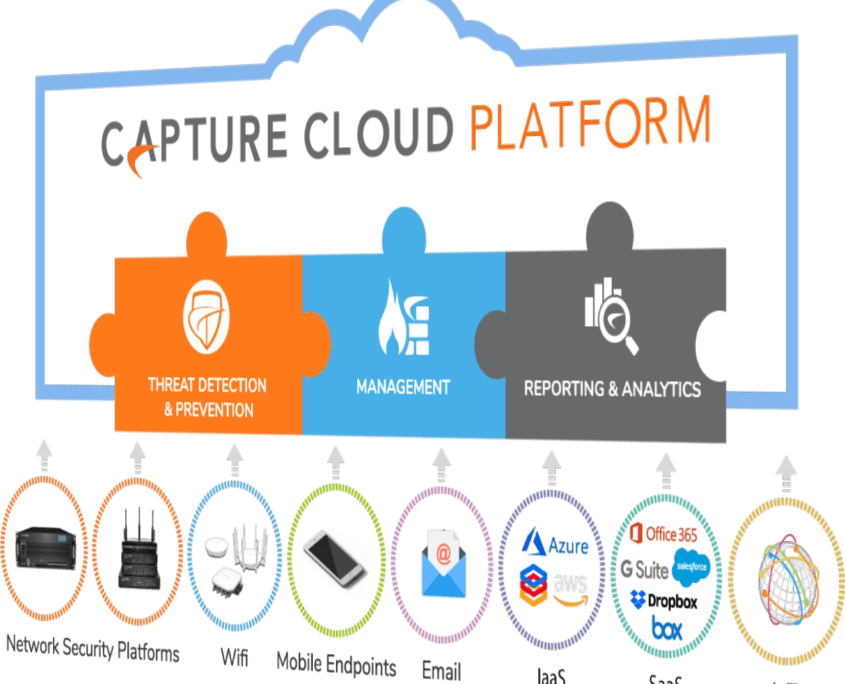 CAPTURE CLOUD PLATFORM
THREAT DETECTION
& PREVENTION
MANAGEMENT
REPORTING & ANALYTICS
@
Azure
aws
Office 365
G Suite
salesforce
Dropbox
box
Network Security Platforms
Wifi
Mobile Endpoints
Email
IaaS
SaaS